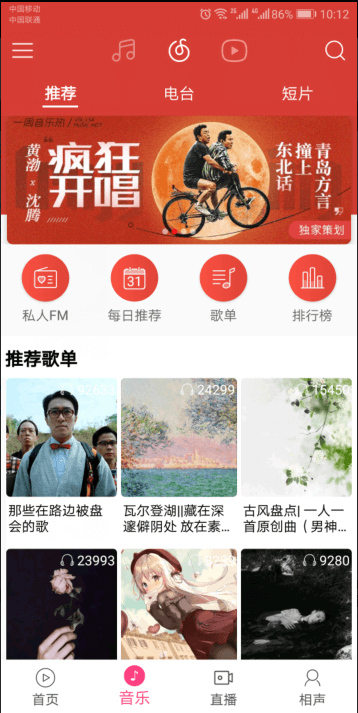 中国移动
中国联通
2G 4G 86% 10:12
推荐 电台 短片
一周音乐热
黄渤 x 沈腾
疯狂
开唱
撞上东北话
青岛方言
独家策划
31
私人FM 每日推荐 歌单 排行榜
推荐歌单
24299
15450
那些在路边被盘
会的歌
瓦尔登湖||藏在深
邃僻阴处 放在素...
古风盘点| 一人一
首原创曲（男神...
23993
9280
首页 音乐 直播 相声